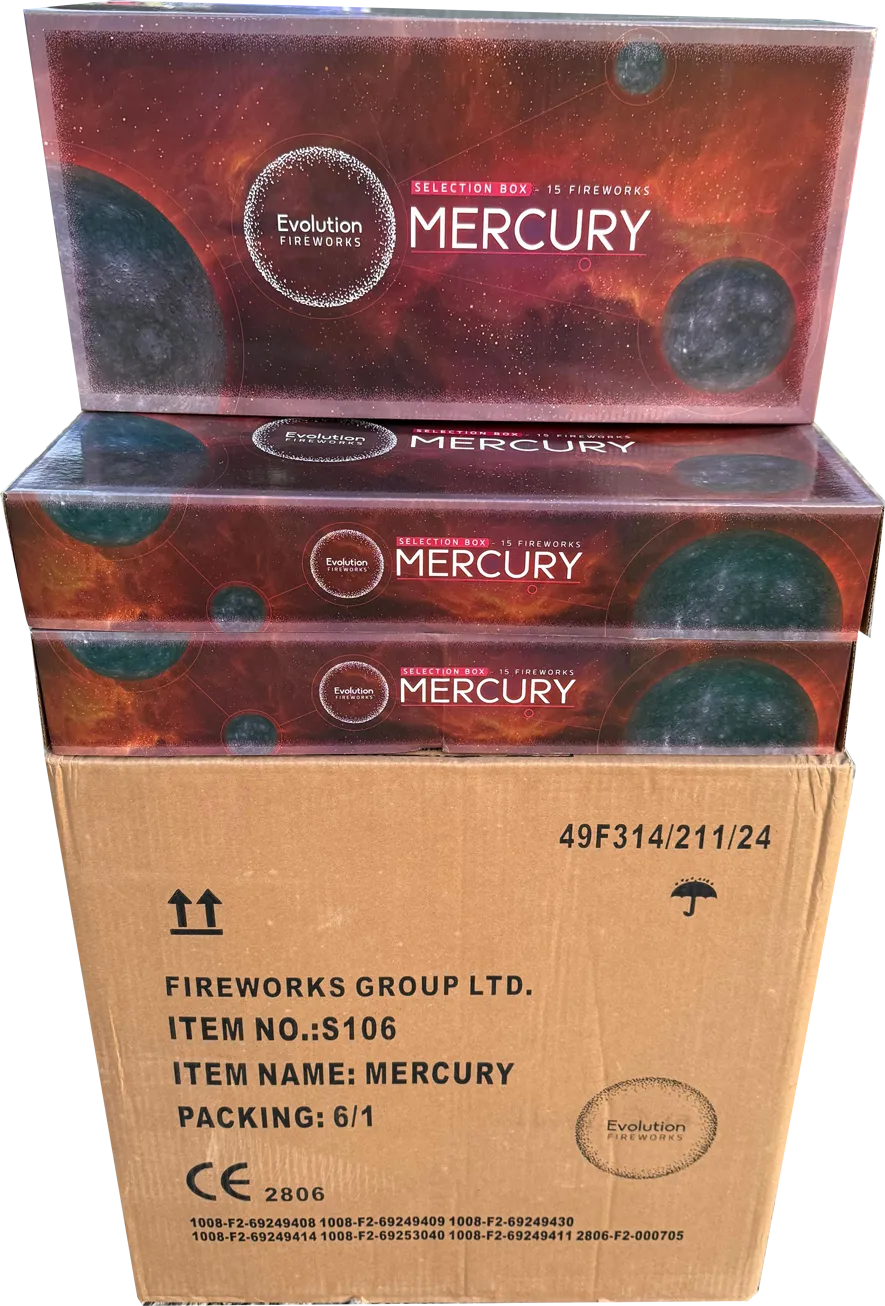 SELECTION BOX - 15 FIREWORKS
Evolution
FIREWORKS
MERCURY
SELECTION BOX - 15 FIREWORKS
Evolution
FIREWORKS
MERCURY
SELECTION BOX - 15 FIREWORKS
Evolution
FIREWORKS
MERCURY
SELECTION BOX - 15 FIREWORKS
Evolution
FIREWORKS
MERCURY
49F314/211/24
FIREWORKS GROUP LTD.
ITEM NO.:S106
ITEM NAME: MERCURY
PACKING: 6/1
Evolution
FIREWORKS
CE 2806
1008-F2-69249408 1008-F2-69249409 1008-F2-69249430
1008-F2-69249414 1008-F2-69253040 1008-F2-69249411 2806-F2-000705